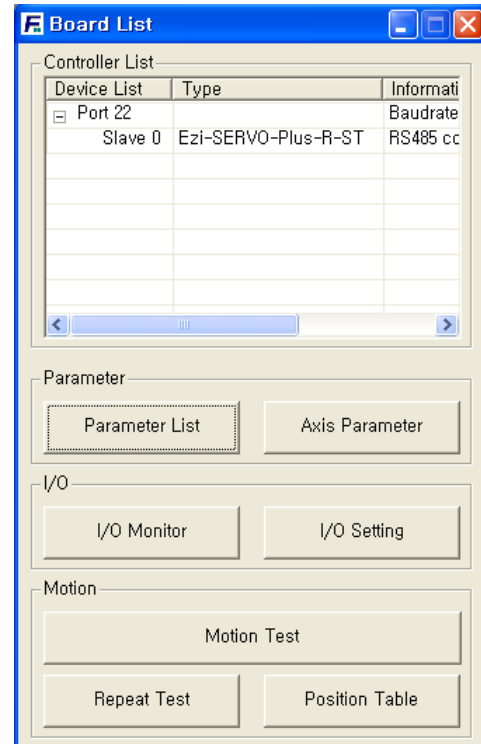 Board List
Controller List
Device List Type Informati
Port 22 Baudrate
Slave 0 Ezi-SERVO-Plus-R-ST RS485 cc
Parameter
Parameter List Axis Parameter
I/O
I/O Monitor I/O Setting
Motion
Motion Test
Repeat Test Position Table